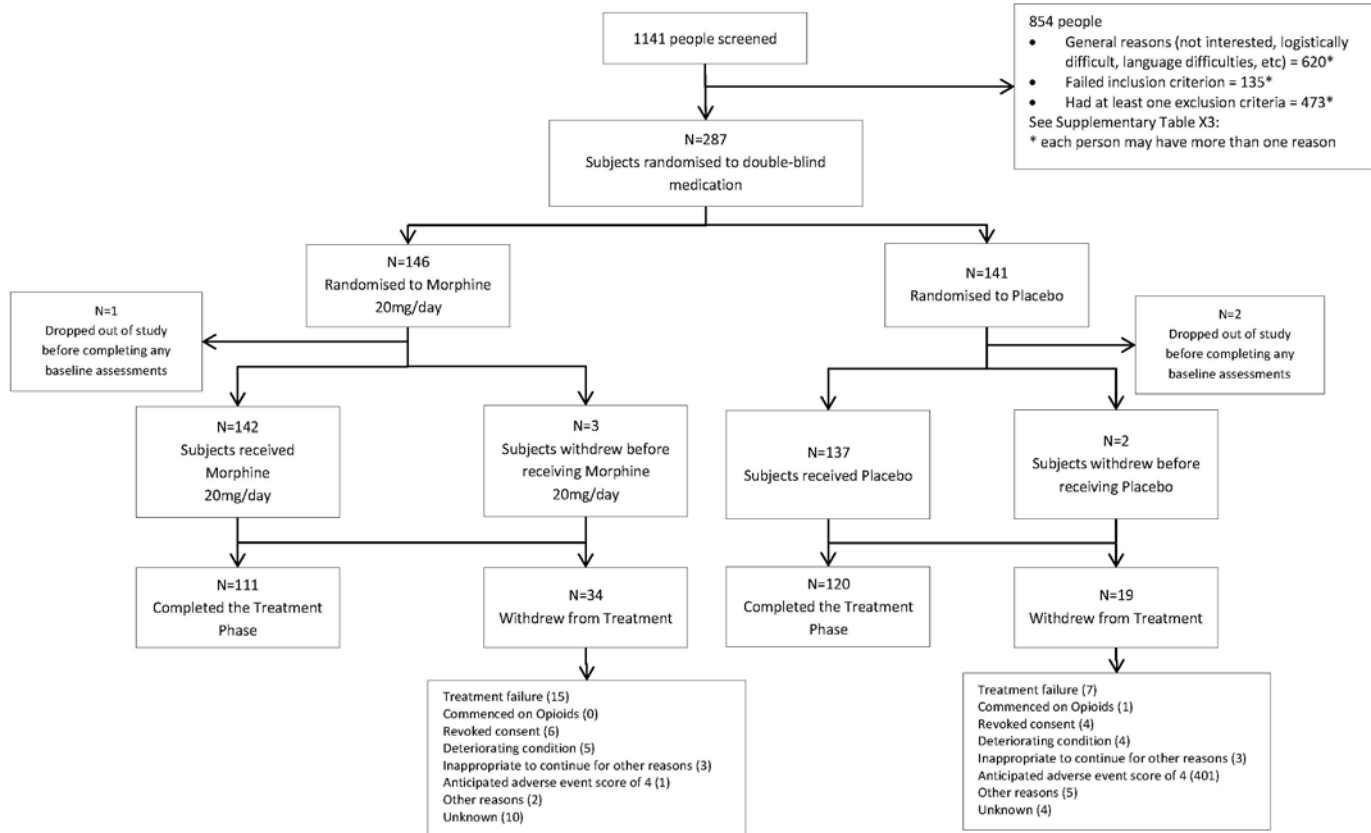 1141 people screened
854 people
• General reasons (not interested, logistically
difficult, language difficulties, etc) = 620*
• Failed inclusion criterion = 135*
• Had at least one exclusion criteria = 473*
See Supplementary Table X3:
* each person may have more than one reason
N=287
Subjects randomised to double-blind
medication
N=146
Randomised to Morphine
20mg/day
N=141
Randomised to Placebo
N=1
Dropped out of study
before completing any
baseline assessments
N=2
Dropped out of study
before completing any
baseline assessments
N=142
Subjects received
Morphine
20mg/day
N=3
Subjects withdrew before
receiving Morphine
20mg/day
N=137
Subjects received Placebo
N=2
Subjects withdrew before
receiving Placebo
N=111
Completed the Treatment
Phase
N=34
Withdrew from Treatment
N=120
Completed the Treatment
Phase
N=19
Withdrew from Treatment
Treatment failure (15)
Commenced on Opioids (0)
Revoked consent (6)
Deteriorating condition (5)
Inappropriate to continue for other reasons (3)
Anticipated adverse event score of 4 (1)
Other reasons (2)
Unknown (10)
Treatment failure (7)
Commenced on Opioids (1)
Revoked consent (4)
Deteriorating condition (4)
Inappropriate to continue for other reasons (3)
Anticipated adverse event score of 4 (401)
Other reasons (5)
Unknown (4)